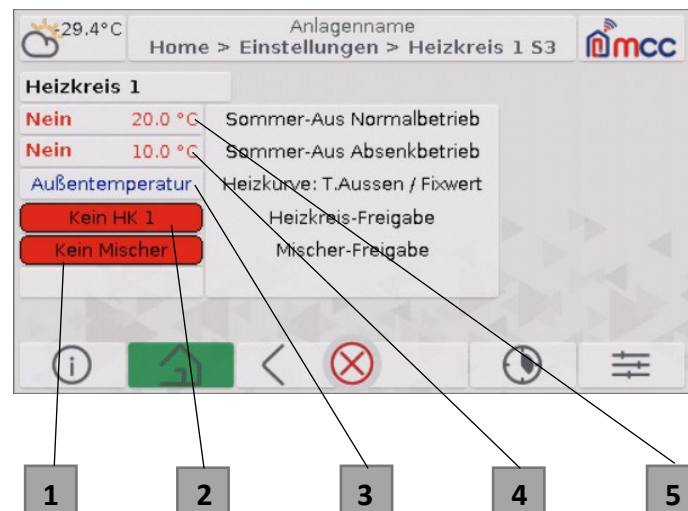 -29.4°C
Anlagenname
Home > Einstellungen > Heizkreis 1 S3
mcc
Heizkreis 1
Nein 20.0 °C Sommer-Aus Normalbetrieb
Nein 10.0 °C Sommer-Aus Absenkbetrieb
Außentemperatur Heizkurve: T.Aussen / Fixwert
Kein HK 1 Heizkreis-Freigabe
Kein Mischer Mischer-Freigabe
1 2 3 4 5